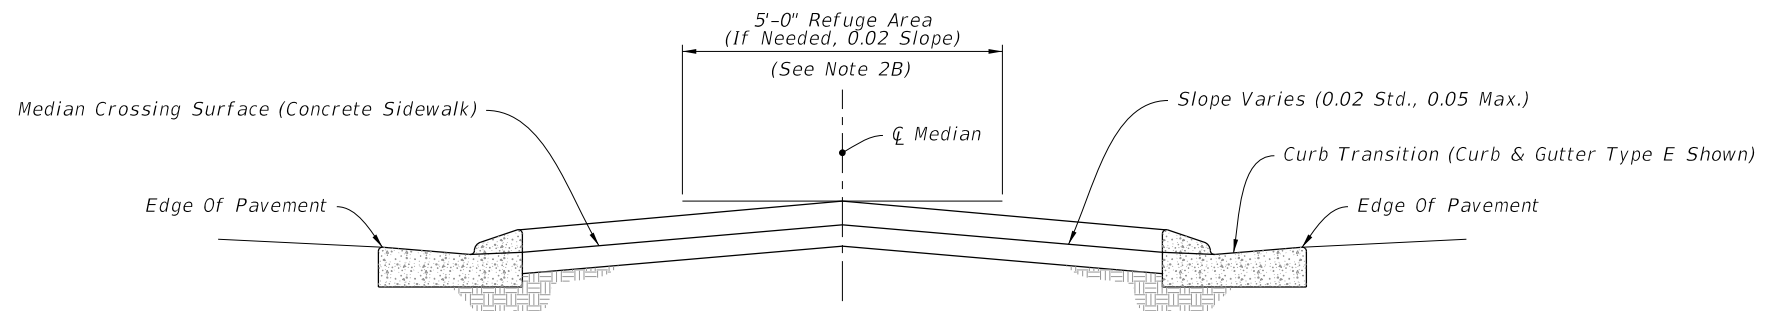 5'-0" Refuge Area
(If Needed, 0.02 Slope)
(See Note 2B)
Median Crossing Surface (Concrete Sidewalk)
Slope Varies (0.02 Std., 0.05 Max.)
℄ Median
Curb Transition (Curb & Gutter Type E Shown)
Edge Of Pavement
Edge Of Pavement